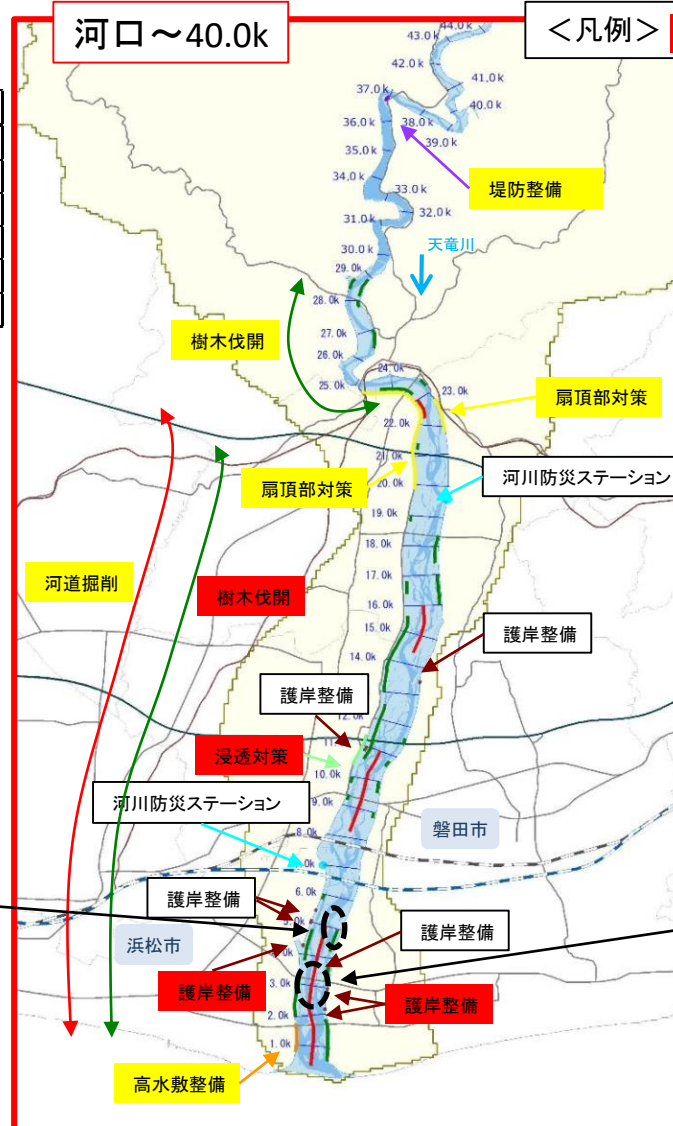 河口～40.0k
＜凡例＞
44.0k
43.0k
42.0k
41.0k
37.0k
40.0k
36.0k
38.0k
39.0k
35.0k
堤防整備
34.0k
33.0k
32.0k
31.0k
天竜川
30.0k
29.0k
28.0k
樹木伐開
27.0k
26.0k
24.0k
25.0k
23.0k
扇頂部対策
22.0k
21.0k
河川防災ステーション
20.0k
扇頂部対策
19.0k
18.0k
河道掘削
樹木伐開
17.0k
16.0k
15.0k
護岸整備
14.0k
護岸整備
12.0k
11
浸透対策
10.0k
河川防災ステーション
9.0k
磐田市
8.0k
0k
6.0k
護岸整備
5.0k
護岸整備
浜松市
0k
護岸整備
3.0k
護岸整備
2.0k
1.0k
高水敷整備